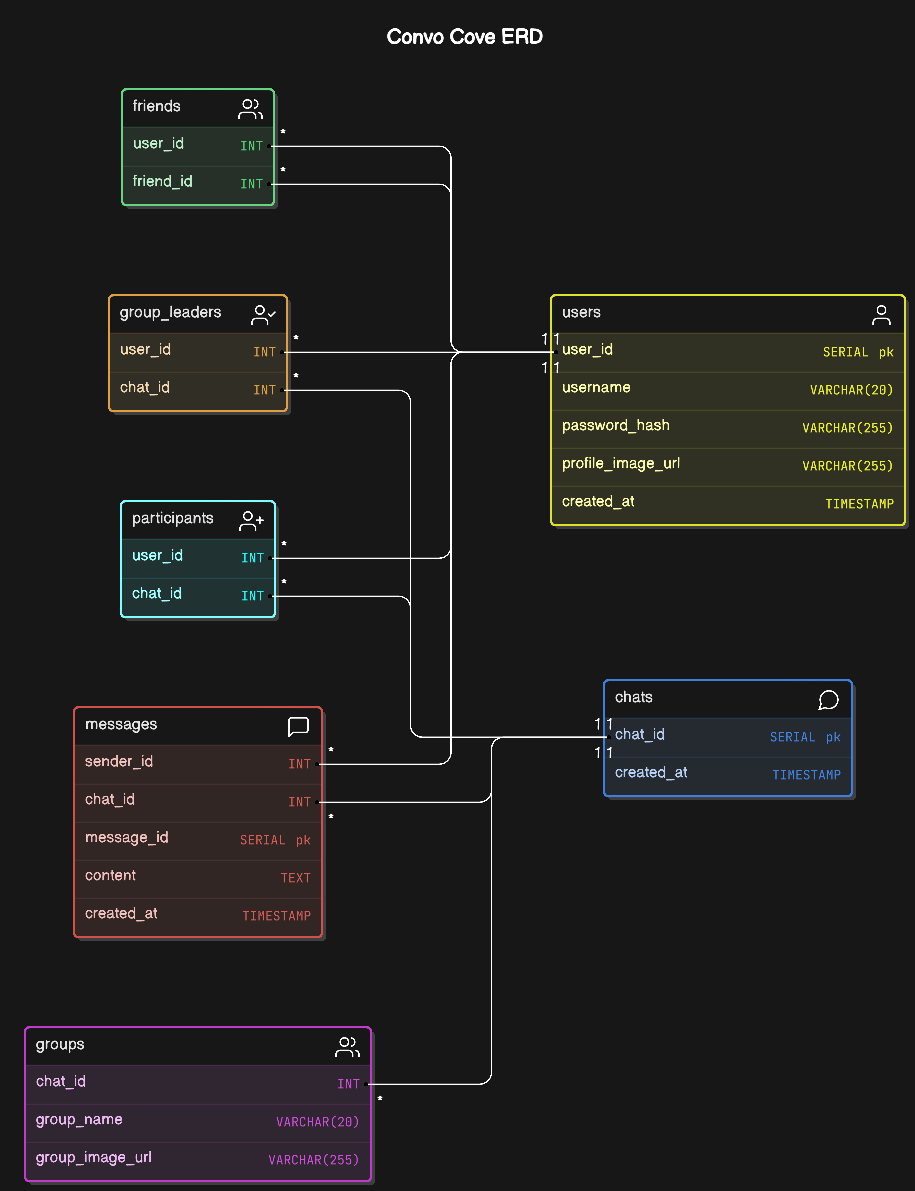 Convo Cove ERD
friends
user_id INT *
friend_id INT *
group_leaders
user_id INT *
chat_id INT *
users
1 1
user_id SERIAL pk
1 1
username VARCHAR(20)
password_hash VARCHAR(255)
profile_image_url VARCHAR(255)
created_at TIMESTAMP
participants
user_id INT *
chat_id INT *
messages
sender_id INT *
chat_id INT *
message_id SERIAL pk
content TEXT
created_at TIMESTAMP
chats
1 1
chat_id SERIAL pk
1 1
created_at TIMESTAMP
groups
chat_id INT *
group_name VARCHAR(20)
group_image_url VARCHAR(255)